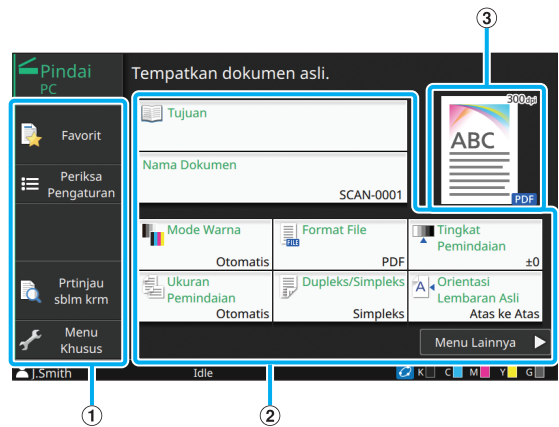 ③
Pindai
PC
Tempatkan dokumen asli.
Favorit
Periksa
Pengaturan
Prtinjau
sblm krm
Menu
Khusus
Tujuan
Nama Dokumen
SCAN-0001
300dpi
ABC
PDF
Mode Warna
Otomatis
Format File
FILE
PDF
Tingkat
Pemindaian
±0
Ukuran
Pemindaian
Otomatis
Dupleks/Simpleks
Simpleks
A
Orientasi
Lembaran Asli
Atas ke Atas
Menu Lainnya
J.Smith
Idle
K C M Y G
① ②